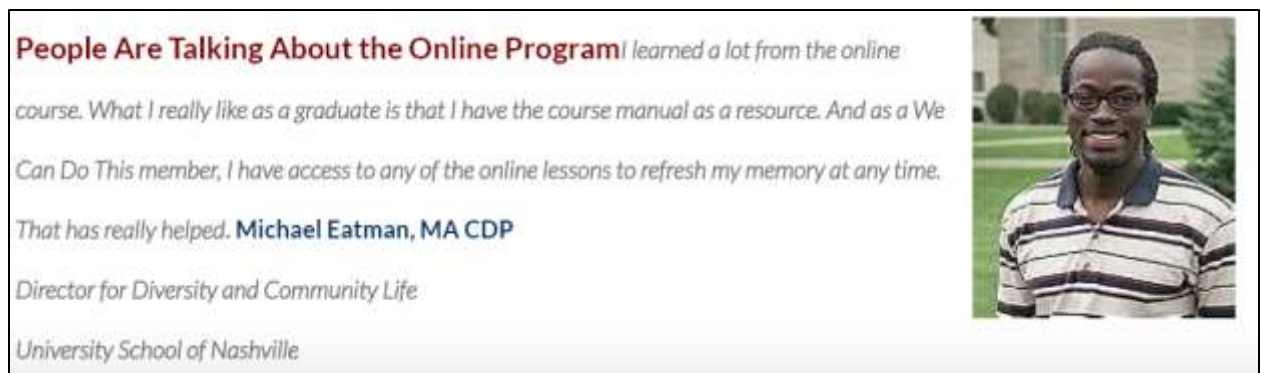 People Are Talking About the Online ProgramI learned a lot from the online
course. What I really like as a graduate is that I have the course manual as a resource. And as a We
Can Do This member, I have access to any of the online lessons to refresh my memory at any time.
That has really helped. Michael Eatman, MA CDP
Director for Diversity and Community Life
University School of Nashville